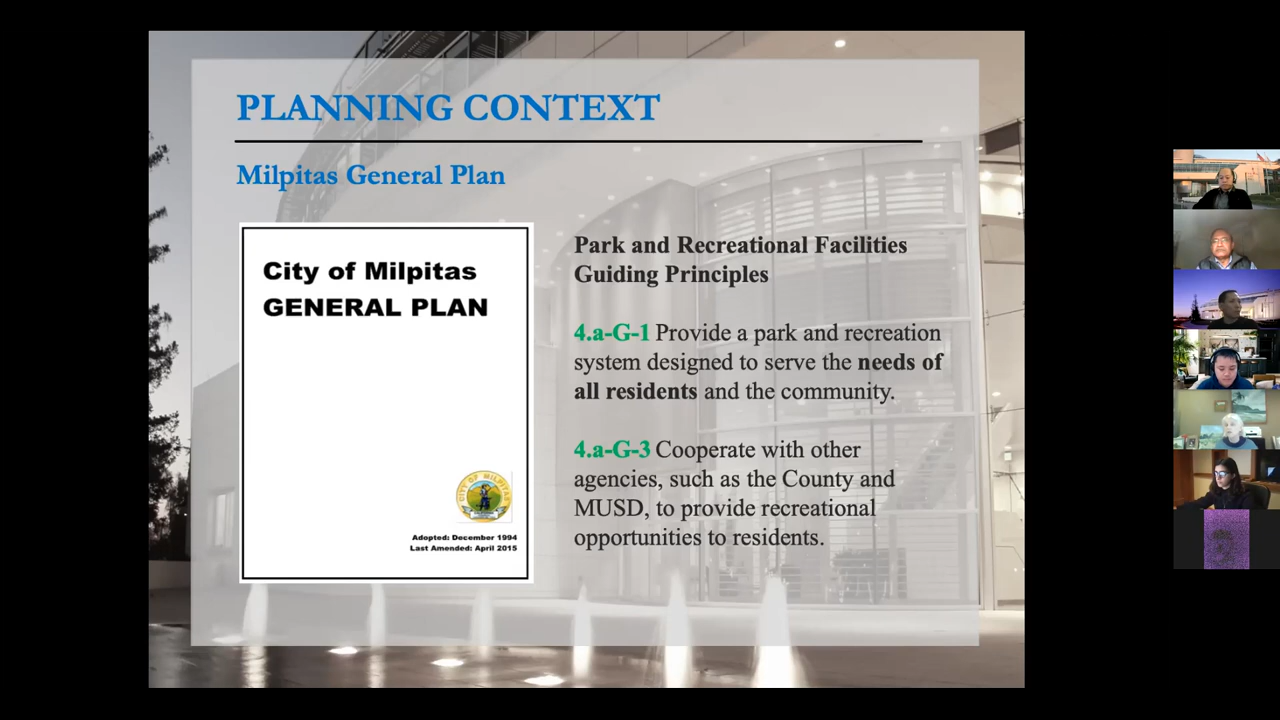 PLANNING CONTEXT
Milpitas General Plan
City of Milpitas
GENERAL PLAN
CITY OF MILPITAS
Adopted: December 1994
Last Amended: April 2015
Park and Recreational Facilities
Guiding Principles
4.a-G-1 Provide a park and recreation
system designed to serve the needs of
all residents and the community.
4.a-G-3 Cooperate with other
agencies, such as the County and
MUSD, to provide recreational
opportunities to residents.